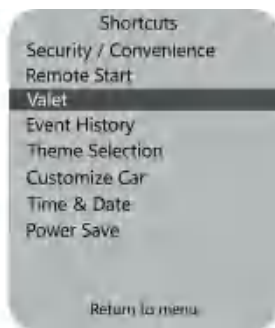 Shortcuts
Security / Convenience
Remote Start
Valet
Event History
Theme Selection
Customize Car
Time & Date
Power Save
Return to menu